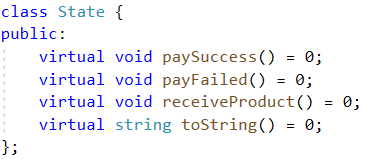 class State {
public:
    virtual void paySuccess() = 0;
    virtual void payFailed() = 0;
    virtual void receiveProduct() = 0;
    virtual string toString() = 0;
};